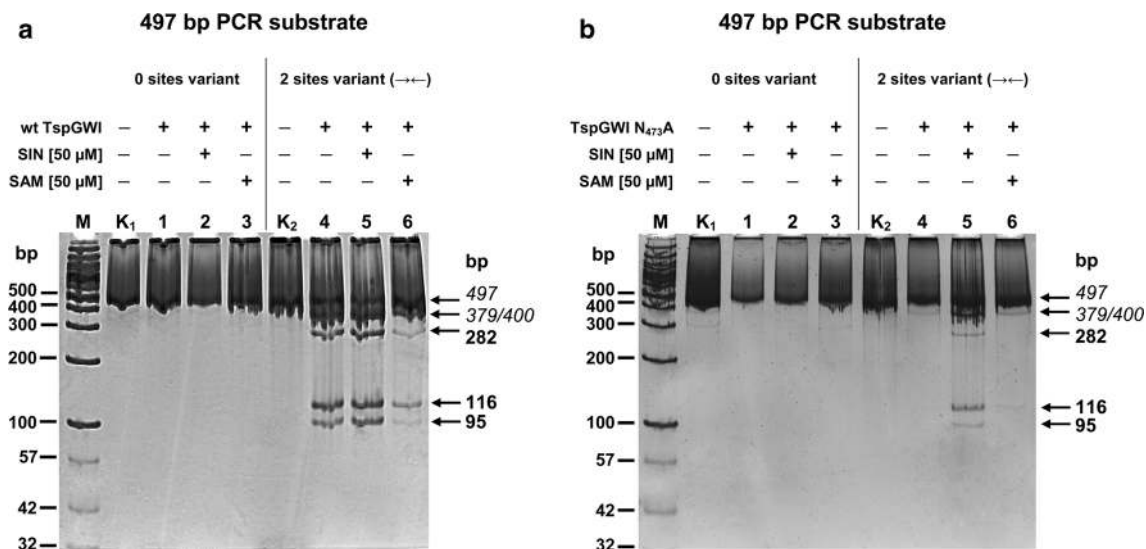 a
497 bp PCR substrate
0 sites variant
2 sites variant (→←)
wt TspGWI – + + + – + + +
SIN [50 µM] – – + – – – + –
SAM [50 µM] – – – + – – – +
M K1 1 2 3 K2 4 5 6
bp
500
400
300
200
100
57
42
32
bp
497
379/400
282
116
95
b
497 bp PCR substrate
0 sites variant
2 sites variant (→←)
TspGWI N473A – + + + – + + +
SIN [50 µM] – – + – – – + –
SAM [50 µM] – – – + – – – +
M K1 1 2 3 K2 4 5 6
bp
500
400
300
200
100
57
42
32
bp
497
379/400
282
116
95